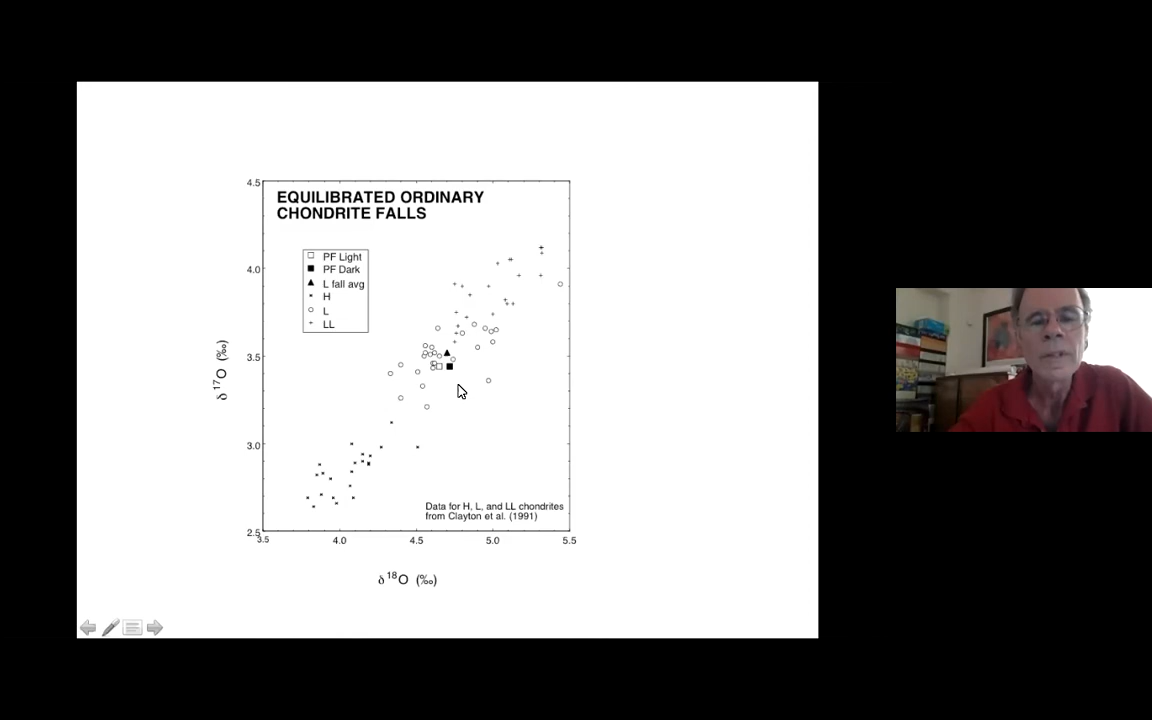 EQUILIBRATED ORDINARY
CHONDRITE FALLS
PF Light
PF Dark
L fall avg
H
L
LL
4.5
4.0
3.5
3.0
2.5
δ 17O (‰)
Data for H, L, and LL chondrites
from Clayton et al. (1991)
3.5 4.0 4.5 5.0 5.5
δ 18O (‰)